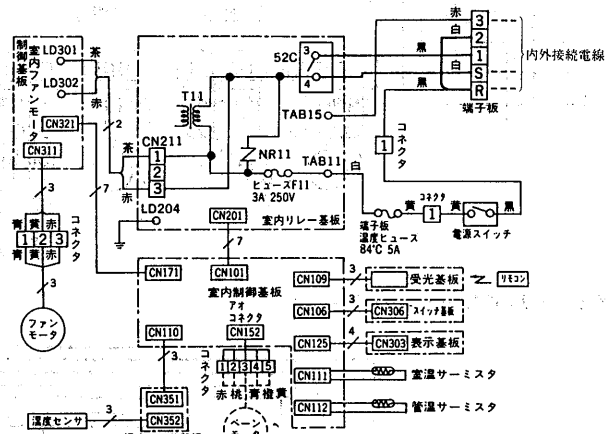 室内ファンモータ
制御基板
LD301
茶
LD302
赤
CN321
CN311
2
3
7
青 黄 赤
1 2 3
青 黄 赤
コネクタ
3
ファン
モータ
T11
52C
3
4
TAB15
CN211
茶
1
2
3
赤
NR11
TAB11
ヒューズF11
3A 250V
LD204
CN201
室内リレー基板
7
赤
白
黒
白
黒
3
2
1
S
R
端子板
内外接続電線
コネクタ
1
白
端子板
温度ヒューズ
84℃ 5A
黄
コネクタ
1
黄
黒
電源スイッチ
CN171
CN101
室内制御基板
アオ
コネクタ
CN110
CN152
3
コネクタ
1 2 3 4 5
赤 桃 青 橙 黄
CN351
CN352
温度センサ
3
CN109
3
受光基板
リモコン
CN106
3
CN306
スイッチ基板
CN125
4
CN303
表示基板
CN111
室温サーミスタ
CN112
管温サーミスタ